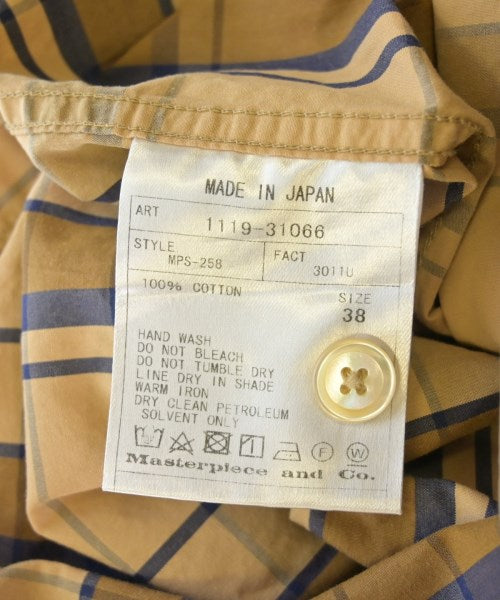 MADE IN JAPAN
ART 1119-31066
STYLE FACT
MPS-258 3011U
100% COTTON SIZE
38
HAND WASH
DO NOT BLEACH
DO NOT TUMBLE DRY
LINE DRY IN SHADE
WARM IRON
DRY CLEAN PETROLEUM
SOLVENT ONLY
F W
Masterpiece and Co.